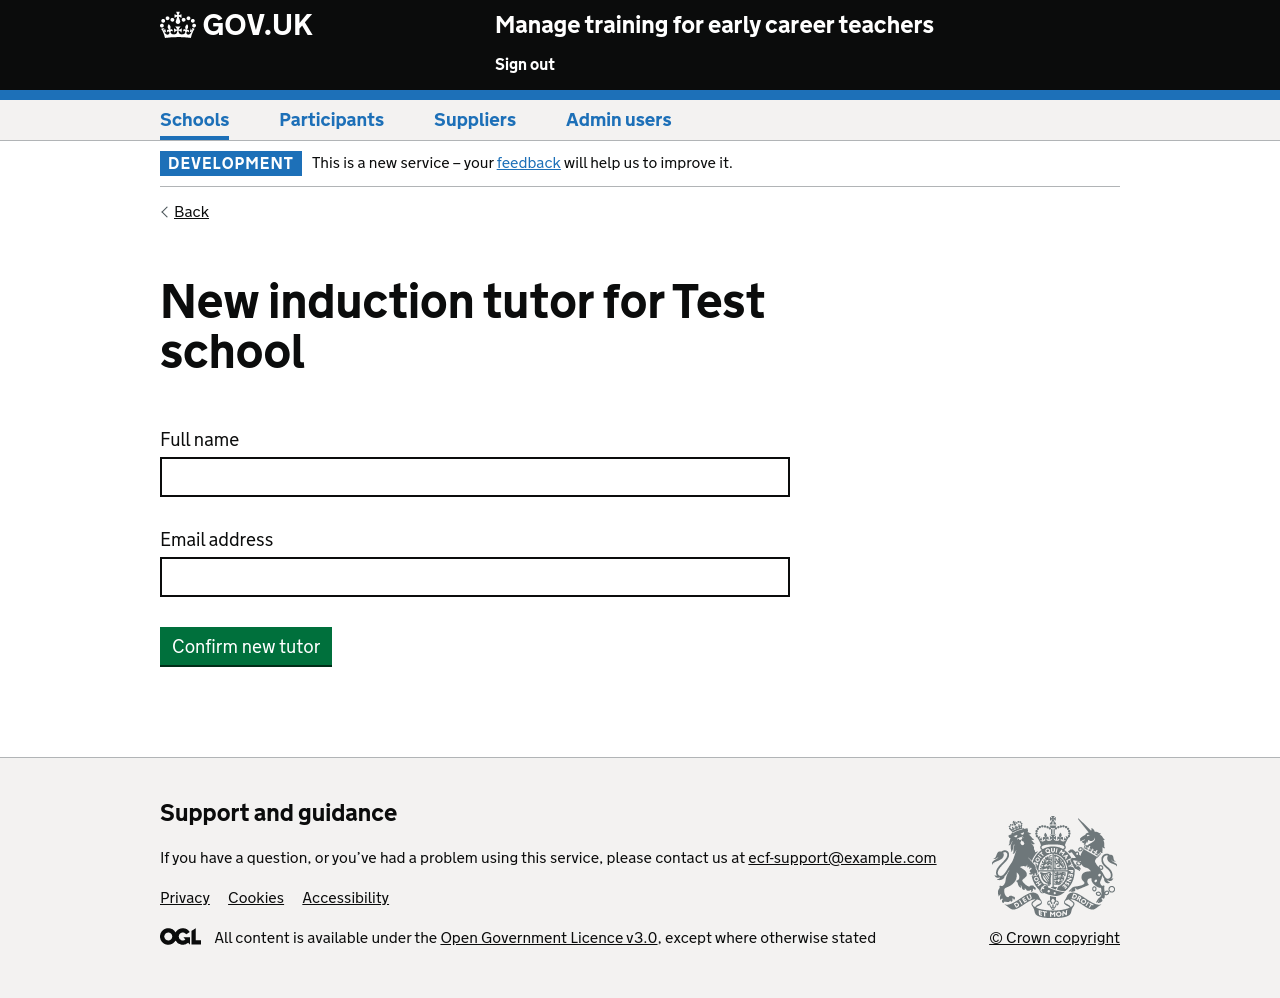 GOV.UK
Manage training for early career teachers
Sign out
Schools Participants Suppliers Admin users
DEVELOPMENT This is a new service – your feedback will help us to improve it.
Back
New induction tutor for Test
school
Full name
Email address
Confirm new tutor
Support and guidance
If you have a question, or you’ve had a problem using this service, please contact us at ecf-support@example.com
Privacy Cookies Accessibility
OGL All content is available under the Open Government Licence v3.0, except where otherwise stated
© Crown copyright